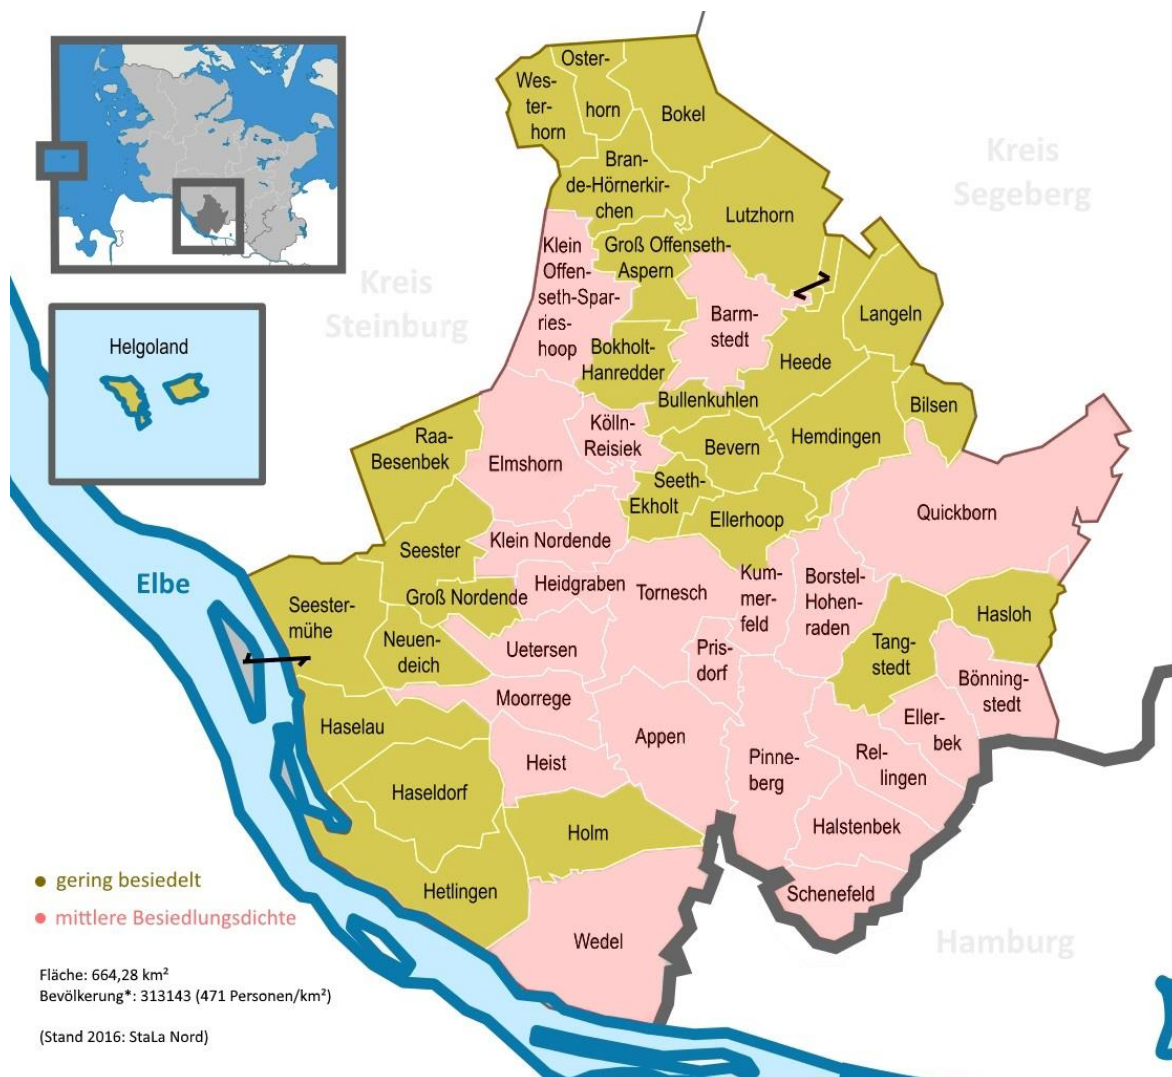 Oster-
horn
Wes-
ter-
horn
Bokel
Kreis
Segeberg
Bran-
de-Hörnerkir-
chen
Lutzhorn
Klein
Offen-
seth-Spar-
ries-
hoop
Groß Offenseth-
Aspern
Kreis
Steinburg
Langeln
Barm-
stedt
Helgoland
Bokholt-
Hanredder
Heede
Bullenkuhlen
Bilsen
Kölln-
Reisiek
Raa-
Besenbek
Bevern
Hemdingen
Elmshorn
Seeth-
Ekholt
Ellerhoop
Quickborn
Klein Nordende
Seester
Elbe
Heidgraben
Tornesch
Kum-
mer-
feld
Borstel-
Hohen-
raden
Seester-
mühe
Groß Nordende
Hasloh
Neuen-
deich
Uetersen
Pris-
dorf
Tang-
stedt
Bönning-
stedt
Moorrege
Haselau
Appen
Eller-
bek
Heist
Pinne-
berg
Rel-
lingen
Haseldorf
Holm
Halstenbek
Hetlingen
Schenefeld
Wedel
Hamburg
gering besiedelt
mittlere Besiedlungsdichte
Fläche: 664,28 km²
Bevölkerung*: 313143 (471 Personen/km²)
(Stand 2016: StaLa Nord)